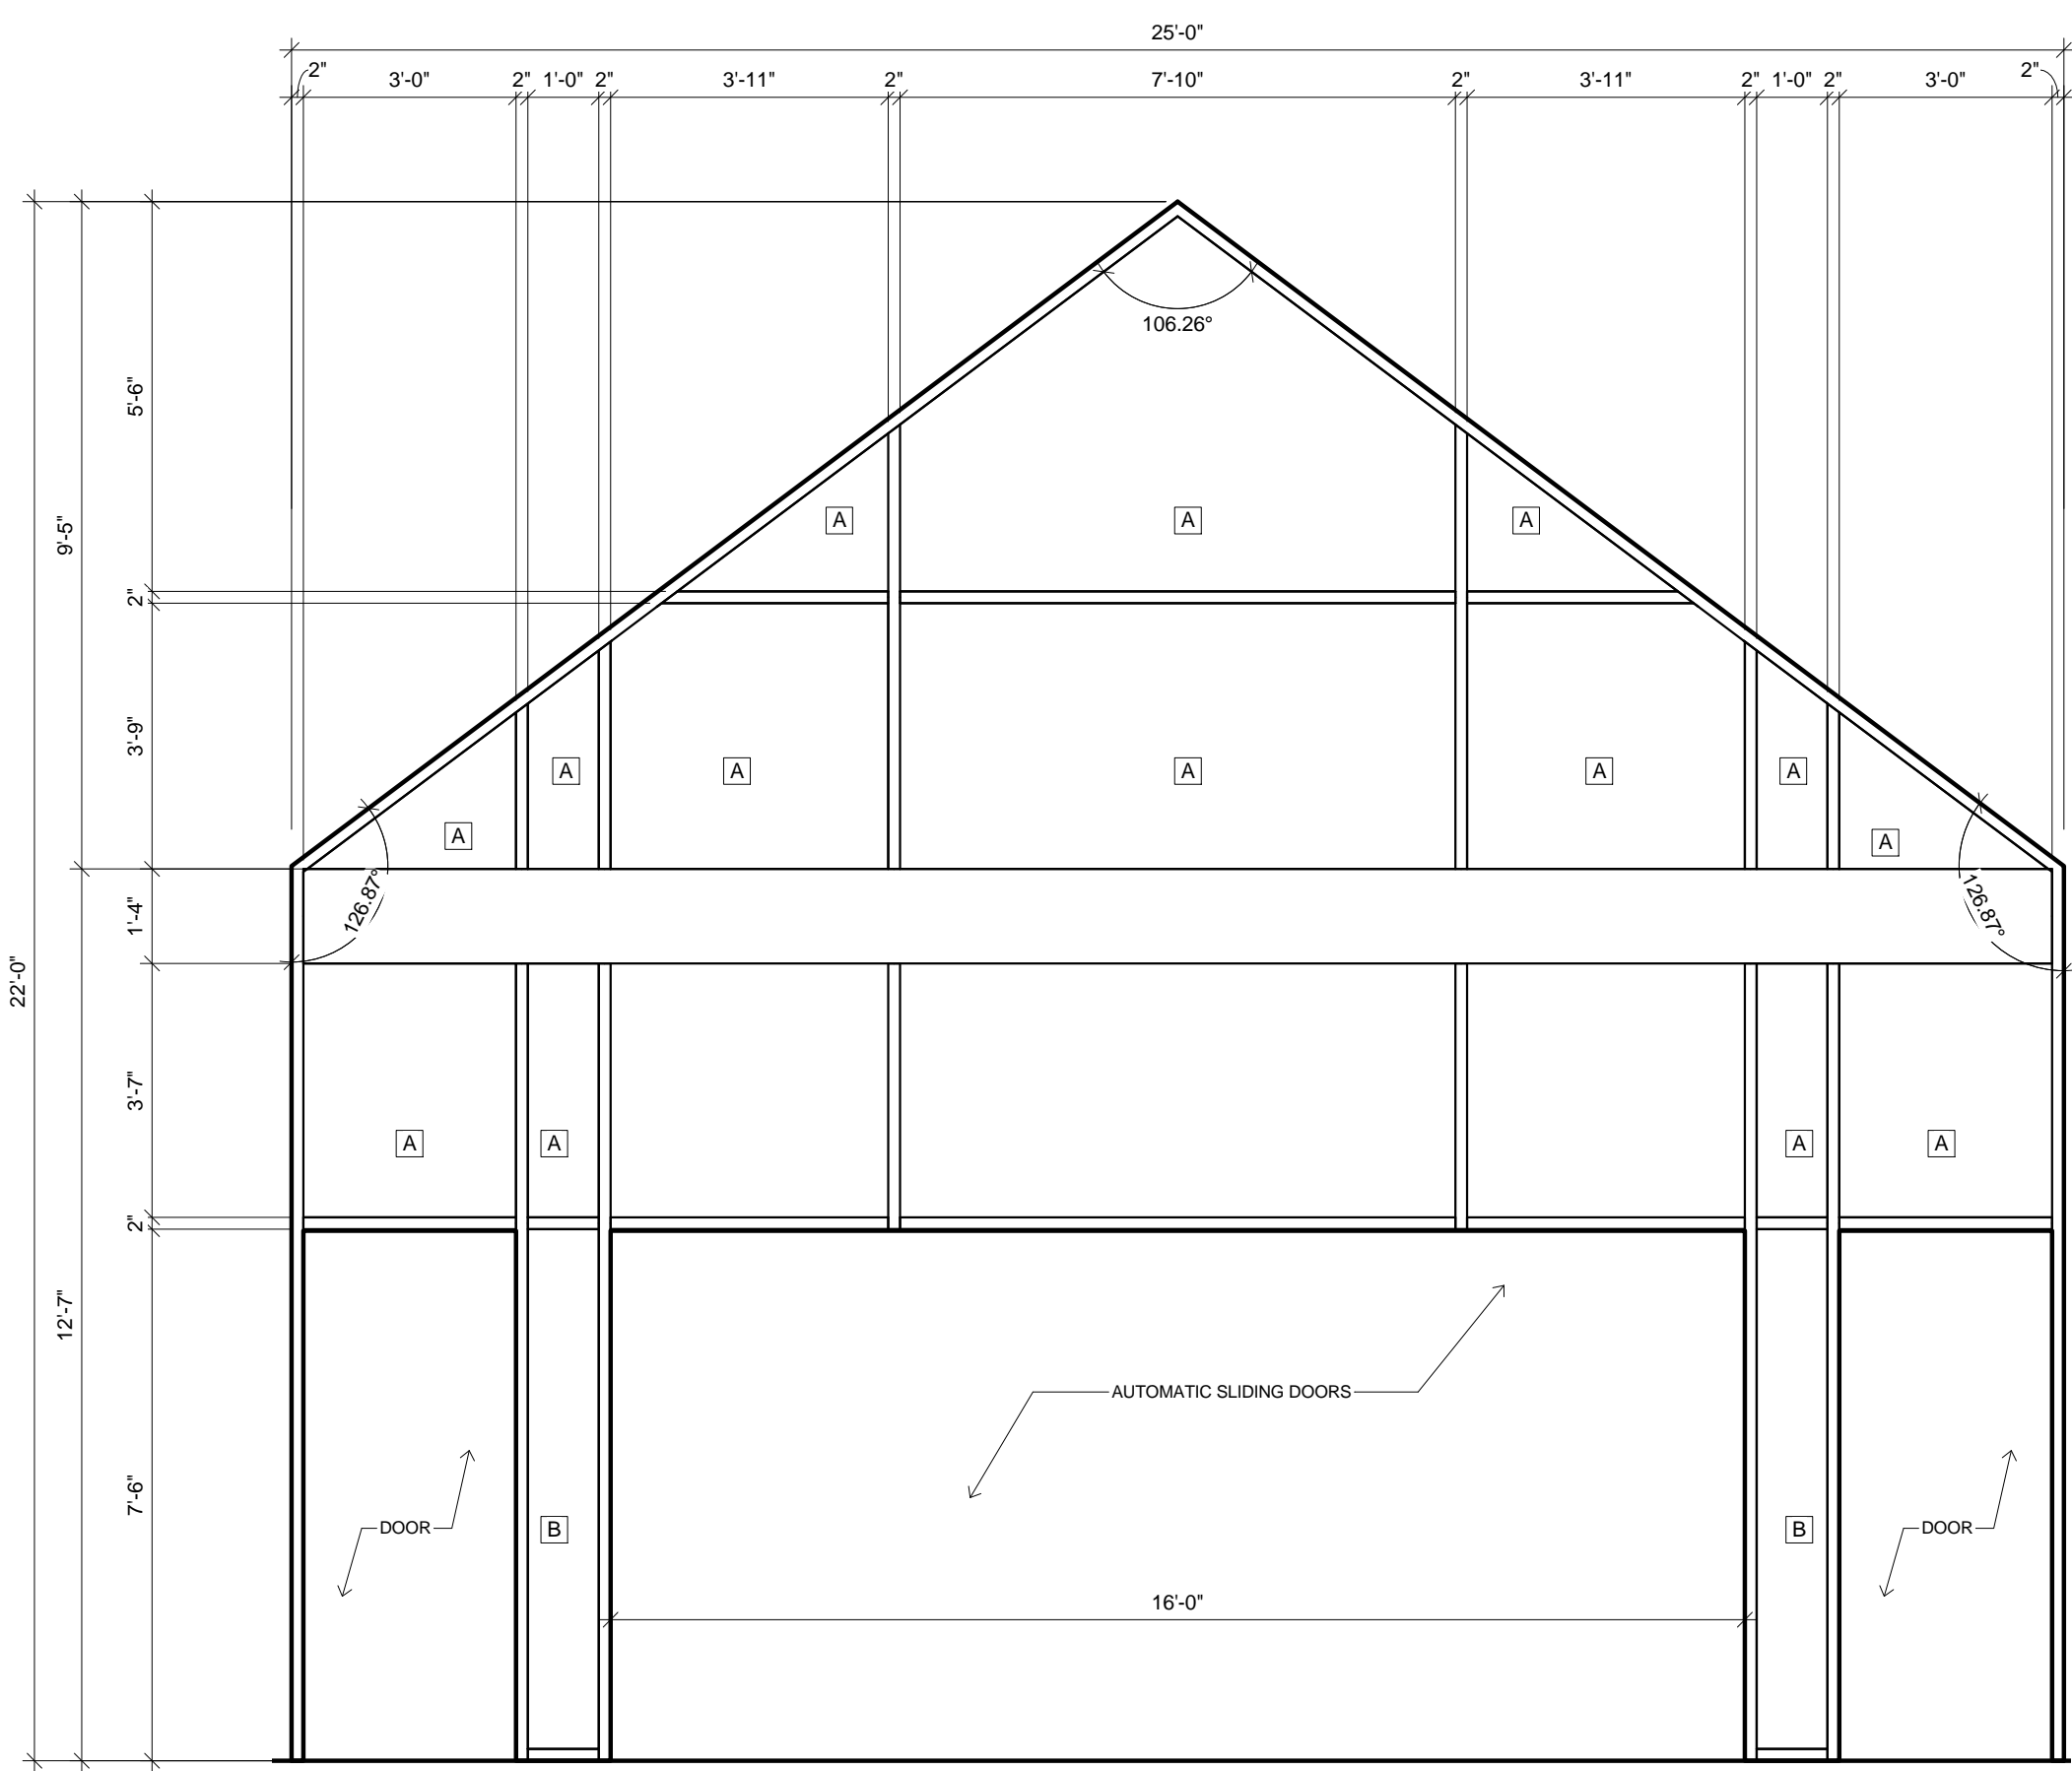 25'-0"
2" 3'-0" 2" 1'-0" 2" 3'-11" 2" 7'-10" 2" 3'-11" 2" 1'-0" 2" 3'-0" 2"
106.26°
5'-6"
9'-5"
A A A
2"
3'-9"
A A A A A
A A
126.87° 126.87°
1'-4"
22'-0"
3'-7"
A A A A
2"
12'-7"
AUTOMATIC SLIDING DOORS
7'-6"
DOOR B B DOOR
16'-0"